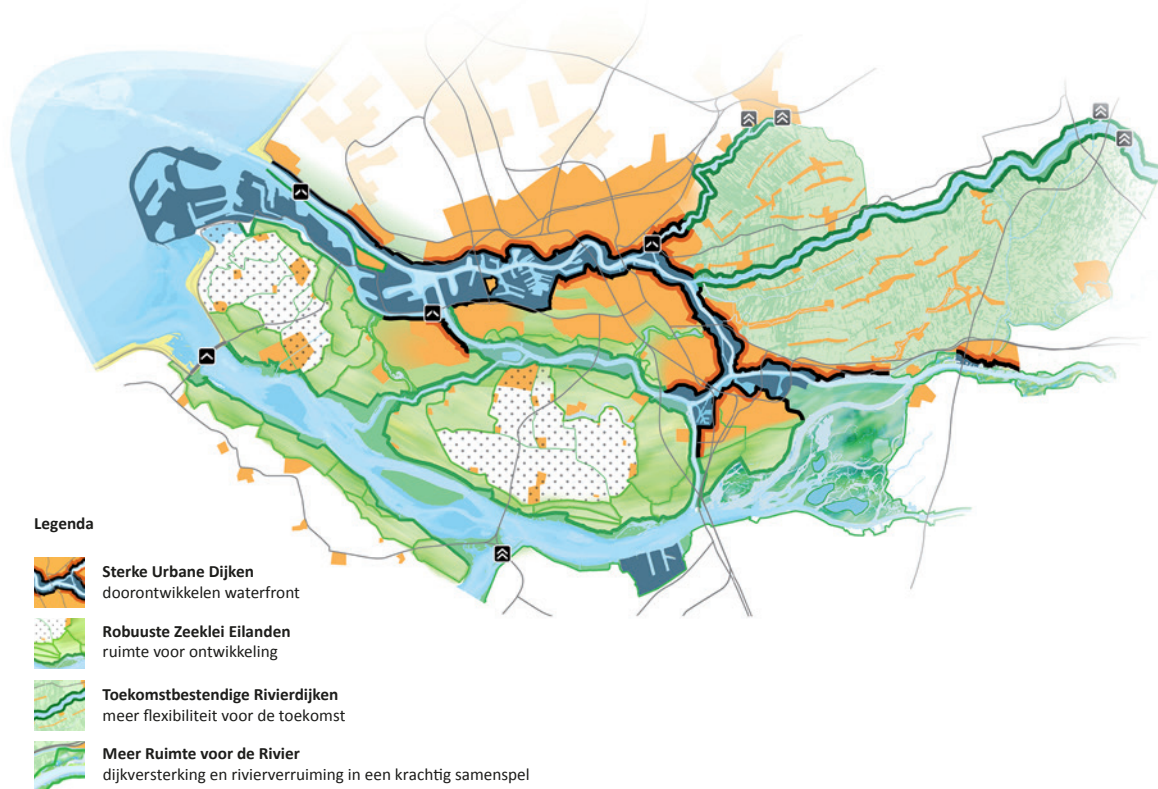 Legenda
Sterke Urbane Dijken
doorontwikkelen waterfront
Robuuste Zeeklei Eilanden
ruimte voor ontwikkeling
Toekomstbestendige Rivierdijken
meer flexibiliteit voor de toekomst
Meer Ruimte voor de Rivier
dijkversterking en rivierverruiming in een krachtig samenspel